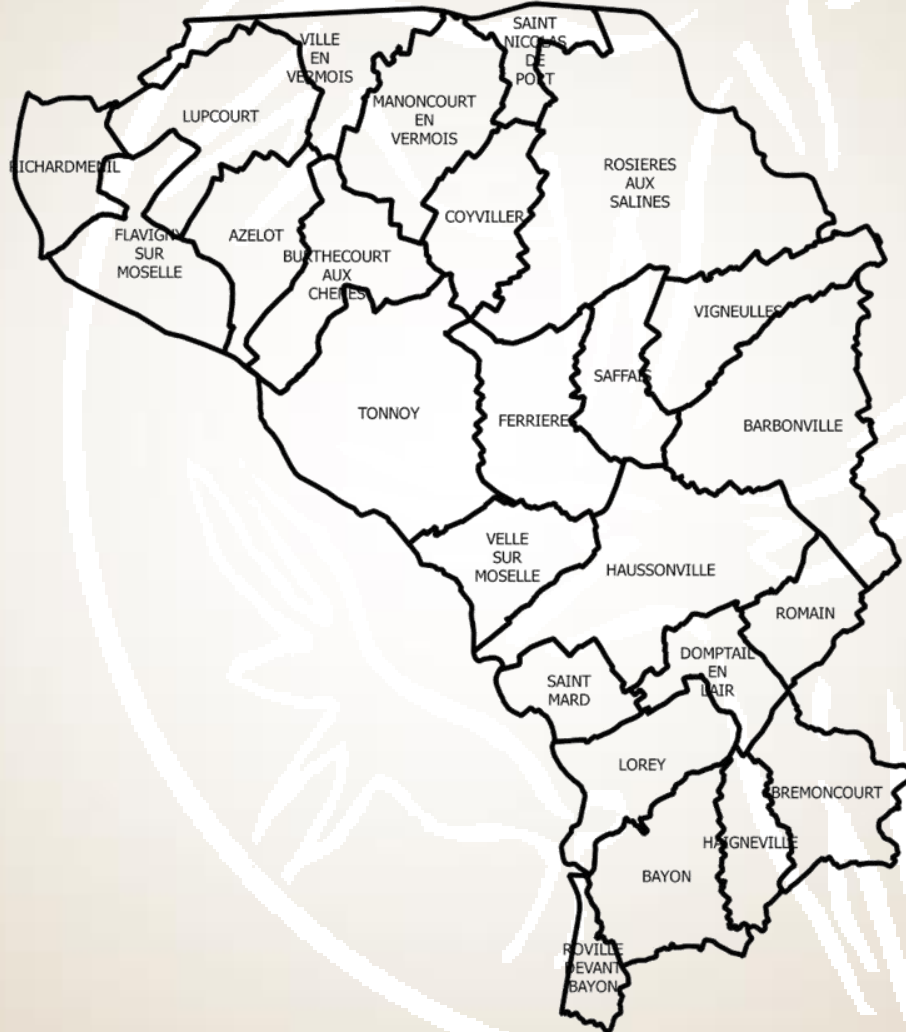 SAINT
NICOLAS
DE
PORT
VILLE
EN
VERMOIS
MANONCOURT
EN
VERMOIS
LUPCOURT
RICHARDMENIL
ROSIERES
AUX
SALINES
COYVILLER
FLAVIGNY
SUR
MOSELLE
AZELOT
BURTHECOURT
AUX
CHENES
VIGNEULLES
SAFFAIS
TONNOY
FERRIERE
BARBONVILLE
VELLE
SUR
MOSELLE
HAUSSONVILLE
ROMAIN
DOMPTAIL
EN
LAIR
SAINT
MARD
LOREY
BREMONCOURT
HAIGNEVILLE
BAYON
ROVILLE
DEVANT
BAYON